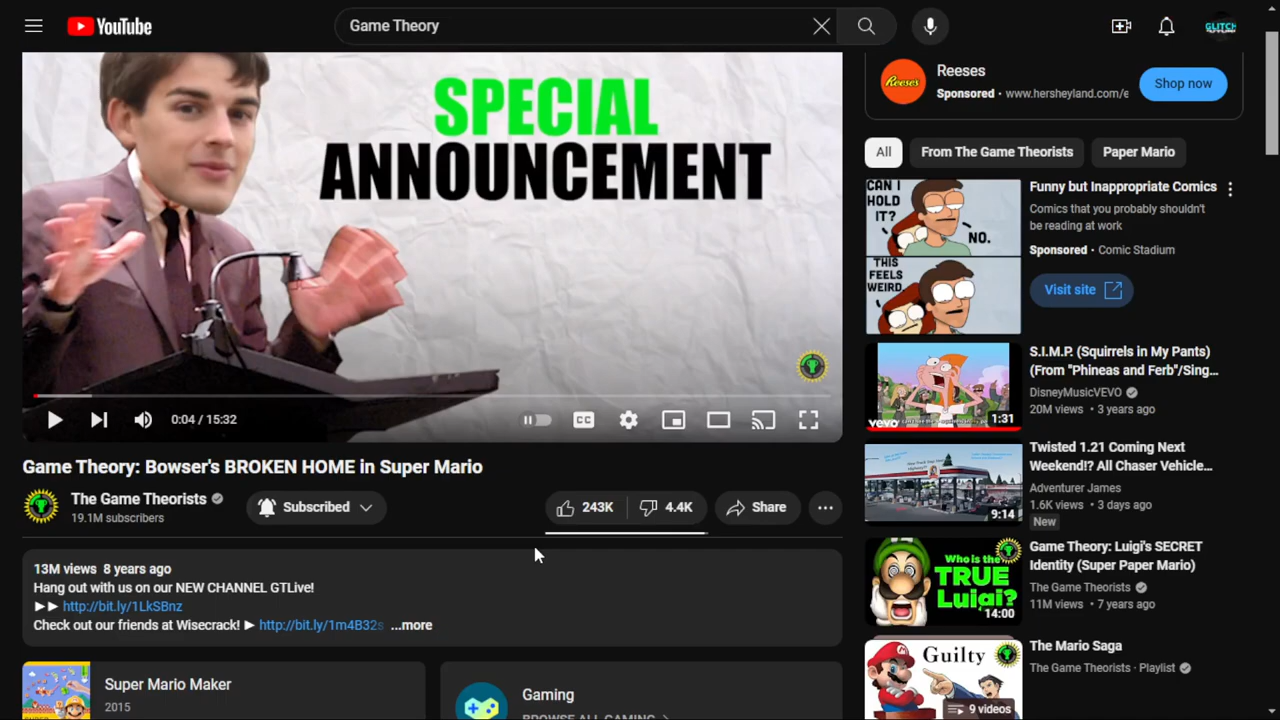 YouTube
Game Theory
GLITCH
SPECIAL
ANNOUNCEMENT
0:04 / 15:32
CC
Game Theory: Bowser's BROKEN HOME in Super Mario
The Game Theorists
19.1M subscribers
Subscribed
243K
4.4K
Share
13M views 8 years ago
Hang out with us on our NEW CHANNEL GTLive!
►► http://bit.ly/1LkSBnz
Check out our friends at Wisecrack! ► http://bit.ly/1m4B32s ...more
Super Mario Maker
2015
Gaming
BROWSE ALL GAMING
Reese's
Reeses
Sponsored • www.hersheyland.com/e
Shop now
All
From The Game Theorists
Paper Mario
CAN I
HOLD
IT?
NO.
THIS
FEELS
WEIRD.
Funny but Inappropriate Comics
Comics that you probably shouldn't
be reading at work
Sponsored • Comic Stadium
Visit site
vevo
1:31
S.I.M.P. (Squirrels in My Pants)
(From "Phineas and Ferb"/Sing...
DisneyMusicVEVO
20M views • 3 years ago
9:14
Twisted 1.21 Coming Next
Weekend!? All Chaser Vehicle...
Adventurer James
1.6K views • 3 days ago
New
Who is the
TRUE
Luigi?
14:00
Game Theory: Luigi's SECRET
Identity (Super Paper Mario)
The Game Theorists
11M views • 7 years ago
Guilty
9 videos
The Mario Saga
The Game Theorists • Playlist